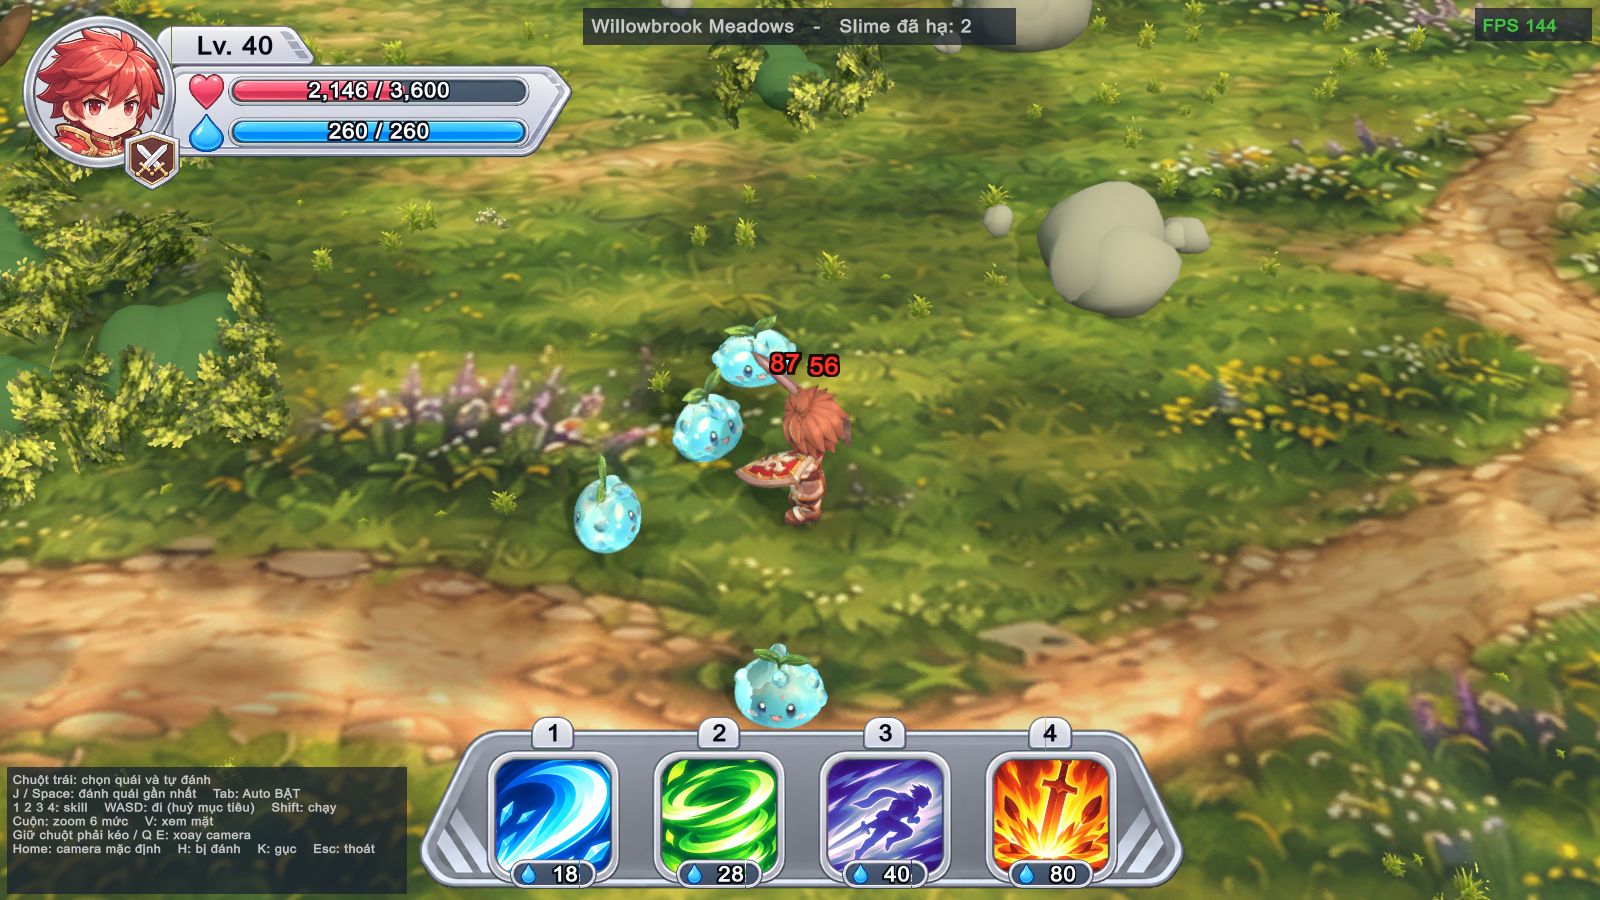 Lv. 40
2,146 / 3,600
260 / 260
Willowbrook Meadows - Slime đã hạ: 2
FPS 144
87 56
1 2 3 4
18 28 40 80
Chuột trái: chọn quái và tự đánh
J / Space: đánh quái gần nhất Tab: Auto BẬT
1 2 3 4: skill WASD: đi (huỷ mục tiêu) Shift: chạy
Cuộn: zoom 6 mức V: xem mặt
Giữ chuột phải kéo / Q E: xoay camera
Home: camera mặc định H: bị đánh K: gục Esc: thoát